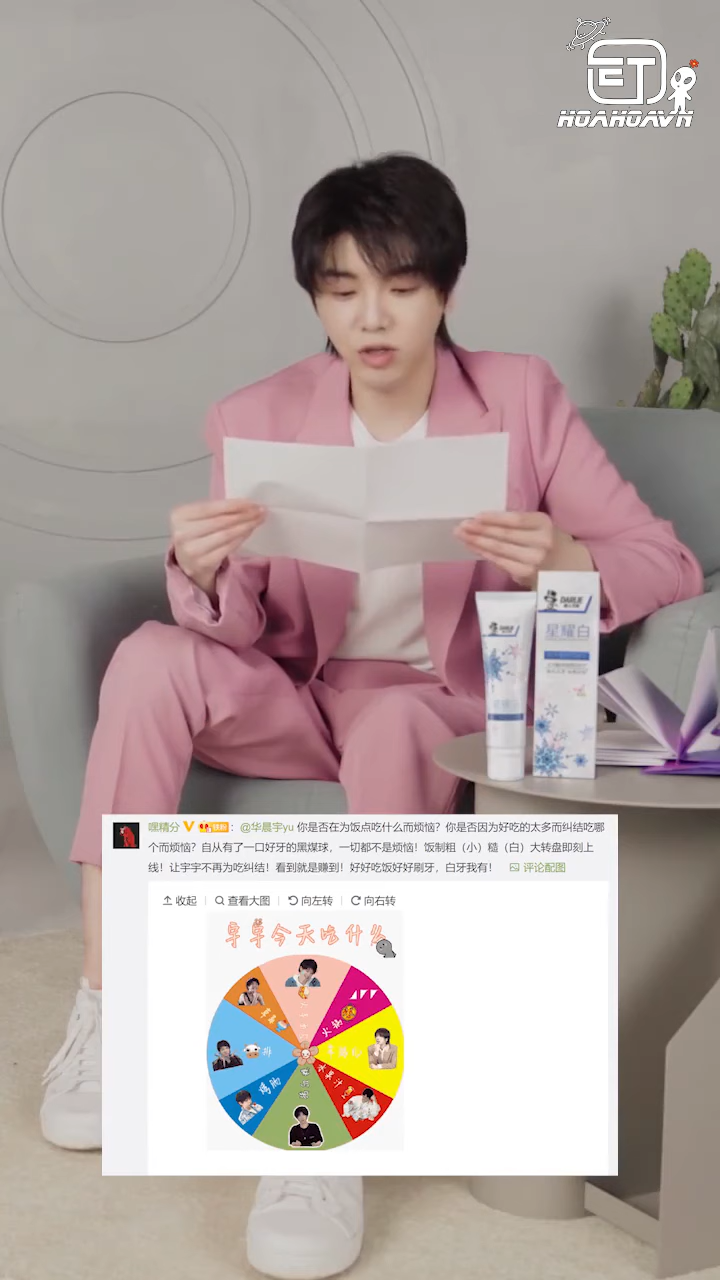 ET
HOAHOAVN
DARLIE
DARLIE
星耀白
嘿精分 : @华晨宇yu 你是否在为饭点吃什么而烦恼？你是否因为好吃的太多而纠结吃哪
个而烦恼？自从有了一口好牙的黑煤球，一切都不是烦恼！饭制粗（小）糙（白）大转盘即刻上
线！让宇宇不再为吃纠结！看到就是赚到！好好吃饭好好刷牙，白牙我有！ 评论配图
收起 查看大图 向左转 向右转
享享今天吃什么
火锅